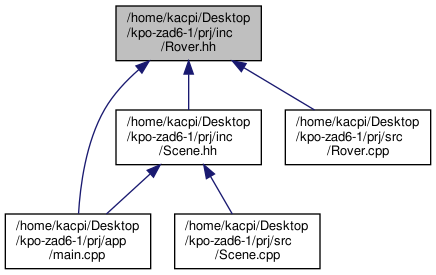 /home/kacpi/Desktop
/kpo-zad6-1/prj/inc
/Rover.hh
/home/kacpi/Desktop
/kpo-zad6-1/prj/inc
/Scene.hh
/home/kacpi/Desktop
/kpo-zad6-1/prj/src
/Rover.cpp
/home/kacpi/Desktop
/kpo-zad6-1/prj/app
/main.cpp
/home/kacpi/Desktop
/kpo-zad6-1/prj/src
/Scene.cpp